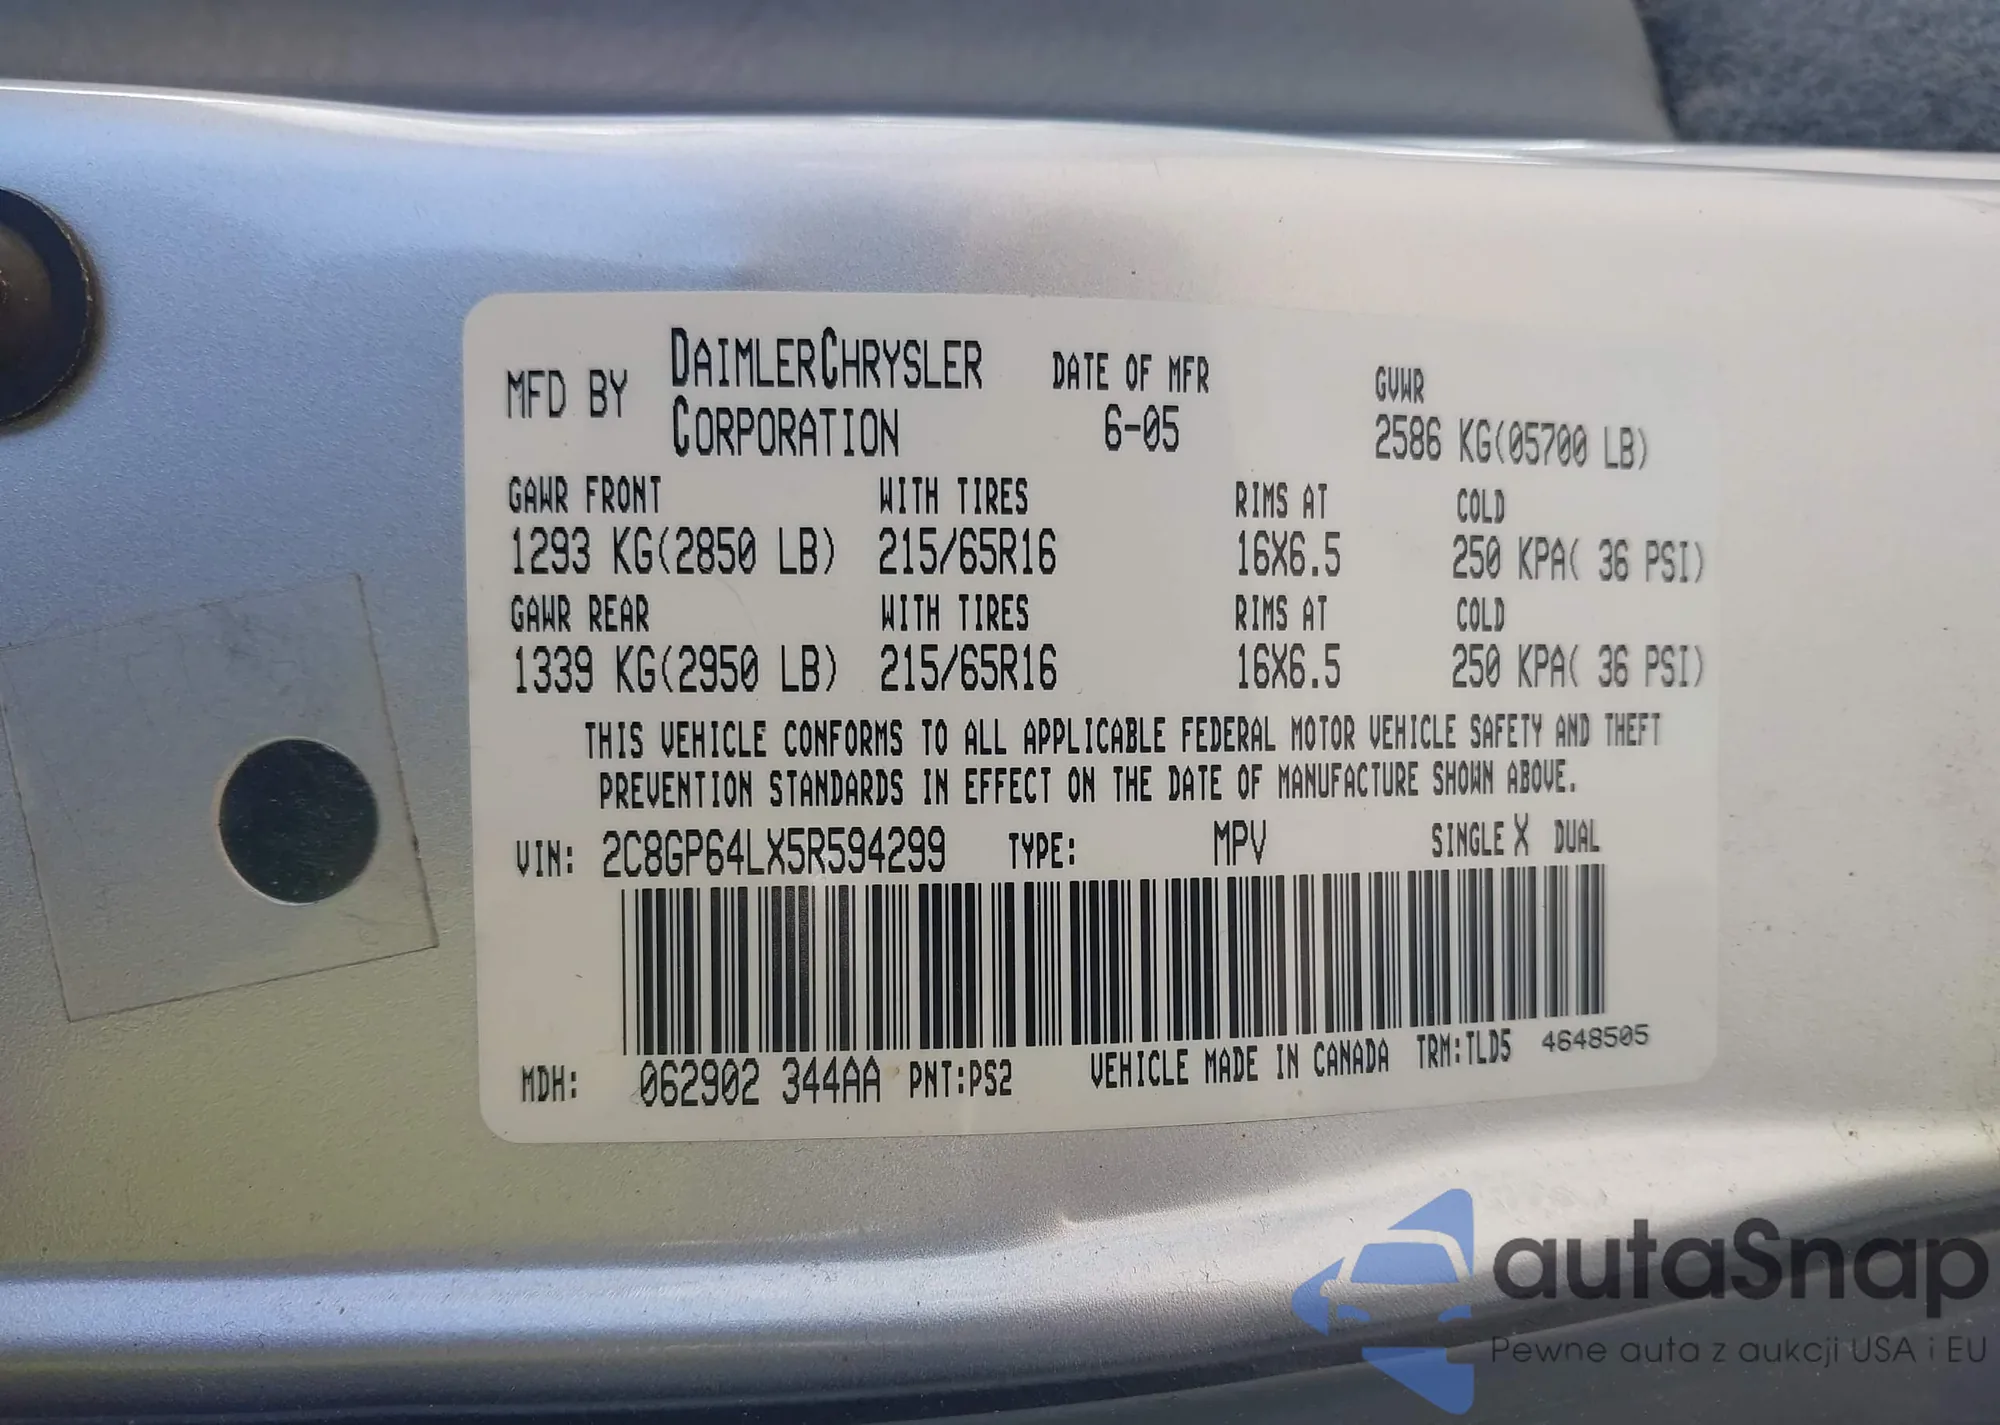 MFD BY DAIMLERCHRYSLER CORPORATION DATE OF MFR 6-05 GVWR 2586 KG(05700 LB)
GAWR FRONT WITH TIRES RIMS AT COLD
1293 KG(2850 LB) 215/65R16 16X6.5 250 KPA( 36 PSI)
GAWR REAR WITH TIRES RIMS AT COLD
1339 KG(2950 LB) 215/65R16 16X6.5 250 KPA( 36 PSI)
THIS VEHICLE CONFORMS TO ALL APPLICABLE FEDERAL MOTOR VEHICLE SAFETY AND THEFT
PREVENTION STANDARDS IN EFFECT ON THE DATE OF MANUFACTURE SHOWN ABOVE.
VIN: 2C8GP64LX5R594299 TYPE: MPV SINGLE X DUAL
MDH: 062902 344AA PNT:PS2 VEHICLE MADE IN CANADA TRM:TLD5 4648505
autaSnap
Pewne auta z aukcji USA i EU